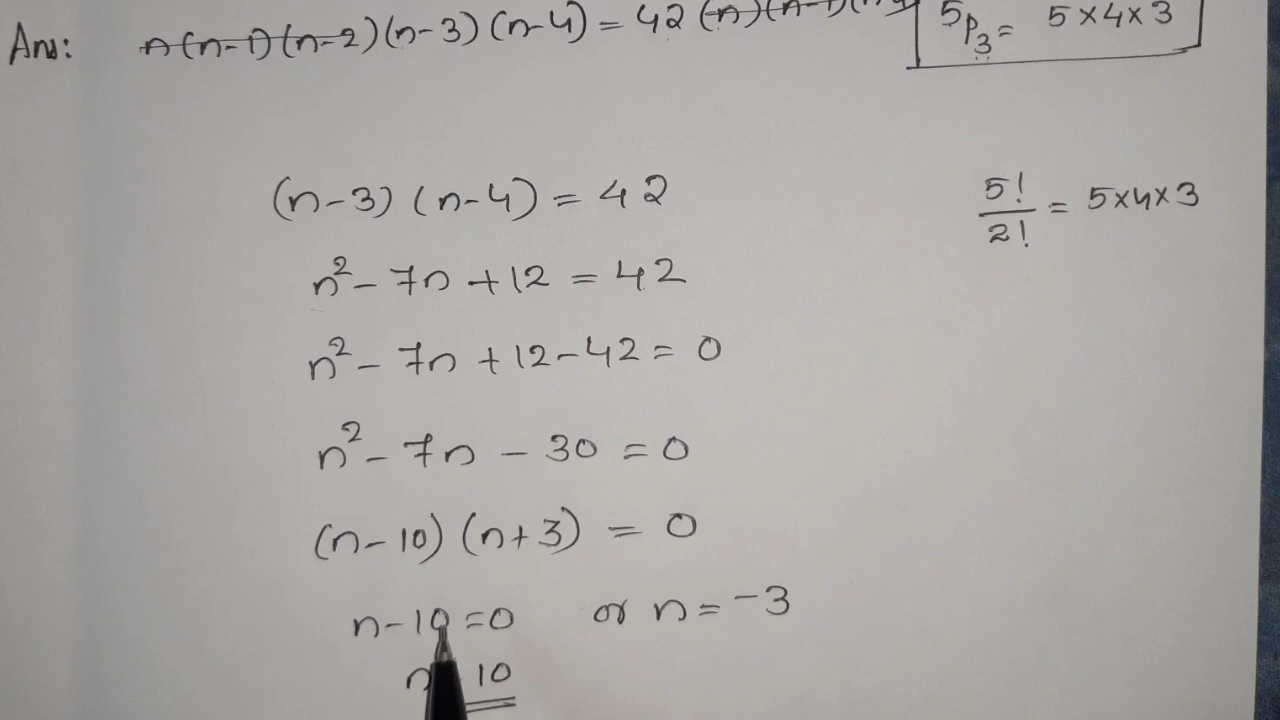 Ans: n(n-1)(n-2)(n-3)(n-4) = 42 (n)(n-1)
5P3 = 5×4×3
(n-3)(n-4) = 42
5!/2! = 5×4×3
n² - 7n + 12 = 42
n² - 7n + 12 - 42 = 0
n² - 7n - 30 = 0
(n-10)(n+3) = 0
n-10 = 0 or n = -3
n 10